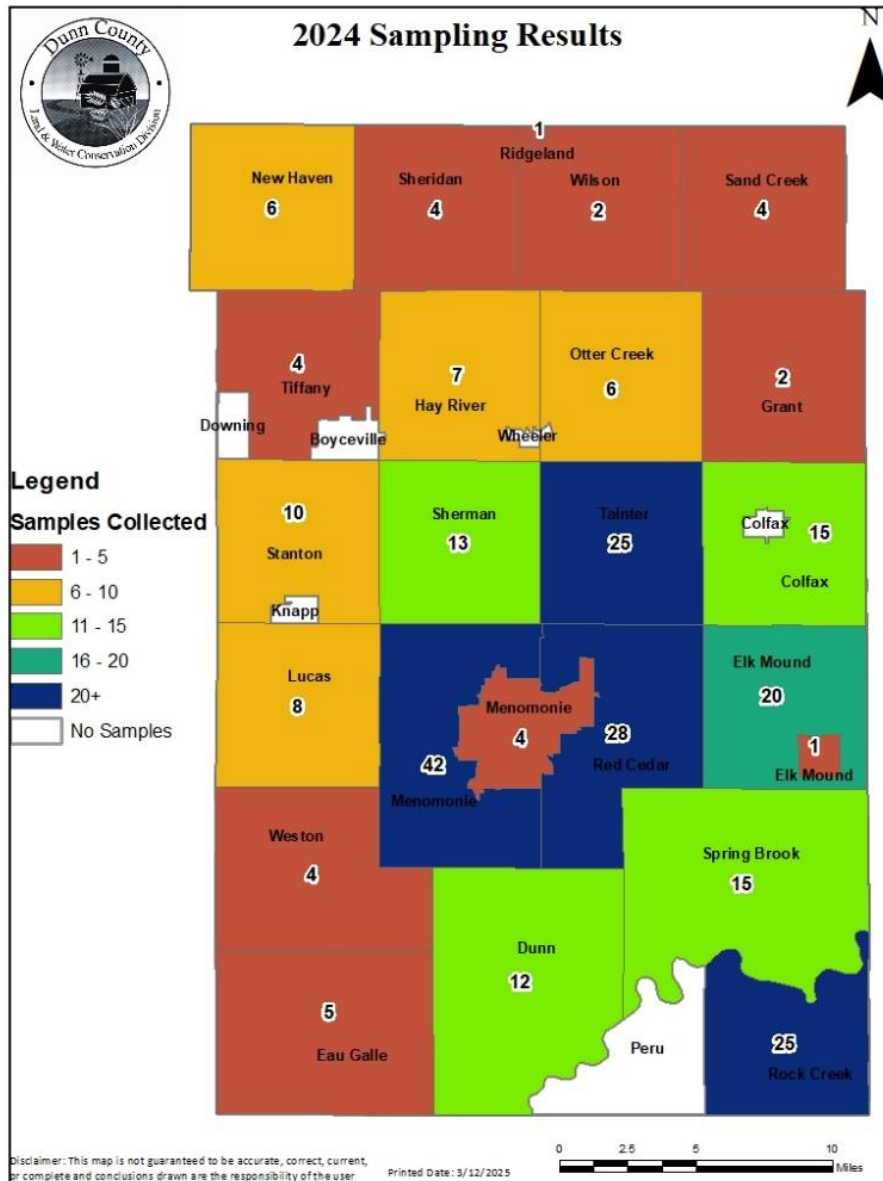 Dunn County
Land & Water Conservation Division
2024 Sampling Results
N
1
Ridgeland
New Haven
6
Sheridan
4
Wilson
2
Sand Creek
4
4
Tiffany
Downing
Boyceville
7
Hay River
Wheeler
Otter Creek
6
2
Grant
Legend
Samples Collected
1 - 5
6 - 10
11 - 15
16 - 20
20+
No Samples
10
Stanton
Knapp
Sherman
13
Tainter
25
Colfax
15
Colfax
Lucas
8
Menomonie
4
42
Menomonie
28
Red Cedar
Elk Mound
20
1
Elk Mound
Weston
4
Spring Brook
15
Dunn
12
5
Eau Galle
Peru
25
Rock Creek
Disclaimer: This map is not guaranteed to be accurate, correct, current,
or complete and conclusions drawn are the responsibility of the user
Printed Date: 3/12/2025
0 2.5 5 10
Miles